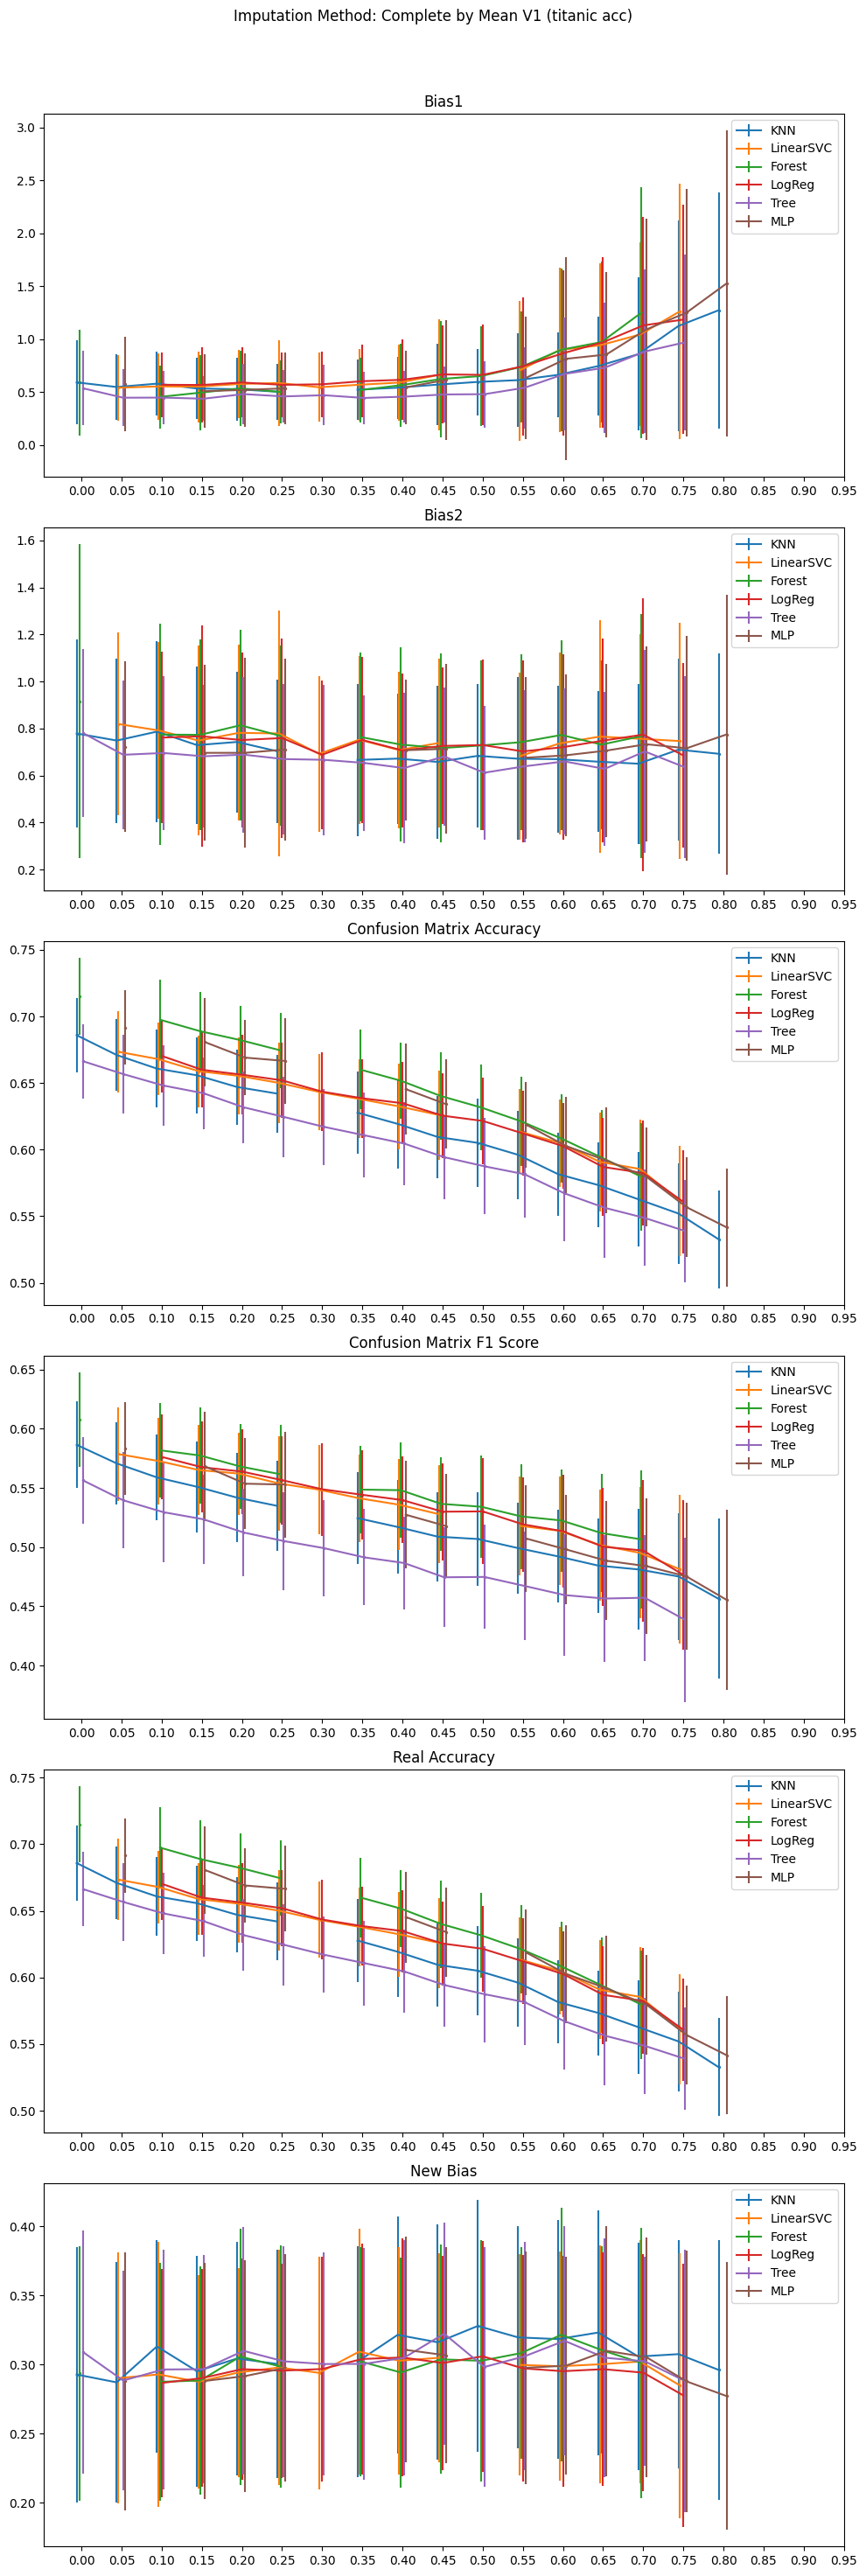 Imputation Method: Complete by Mean V1 (titanic acc)
Bias1
3.0
2.5
2.0
1.5
1.0
0.5
0.0
KNN
LinearSVC
Forest
LogReg
Tree
MLP
0.00 0.05 0.10 0.15 0.20 0.25 0.30 0.35 0.40 0.45 0.50 0.55 0.60 0.65 0.70 0.75 0.80 0.85 0.90 0.95
Bias2
1.6
1.4
1.2
1.0
0.8
0.6
0.4
0.2
KNN
LinearSVC
Forest
LogReg
Tree
MLP
0.00 0.05 0.10 0.15 0.20 0.25 0.30 0.35 0.40 0.45 0.50 0.55 0.60 0.65 0.70 0.75 0.80 0.85 0.90 0.95
Confusion Matrix Accuracy
0.75
0.70
0.65
0.60
0.55
0.50
KNN
LinearSVC
Forest
LogReg
Tree
MLP
0.00 0.05 0.10 0.15 0.20 0.25 0.30 0.35 0.40 0.45 0.50 0.55 0.60 0.65 0.70 0.75 0.80 0.85 0.90 0.95
Confusion Matrix F1 Score
0.65
0.60
0.55
0.50
0.45
0.40
KNN
LinearSVC
Forest
LogReg
Tree
MLP
0.00 0.05 0.10 0.15 0.20 0.25 0.30 0.35 0.40 0.45 0.50 0.55 0.60 0.65 0.70 0.75 0.80 0.85 0.90 0.95
Real Accuracy
0.75
0.70
0.65
0.60
0.55
0.50
KNN
LinearSVC
Forest
LogReg
Tree
MLP
0.00 0.05 0.10 0.15 0.20 0.25 0.30 0.35 0.40 0.45 0.50 0.55 0.60 0.65 0.70 0.75 0.80 0.85 0.90 0.95
New Bias
0.40
0.35
0.30
0.25
0.20
KNN
LinearSVC
Forest
LogReg
Tree
MLP
0.00 0.05 0.10 0.15 0.20 0.25 0.30 0.35 0.40 0.45 0.50 0.55 0.60 0.65 0.70 0.75 0.80 0.85 0.90 0.95